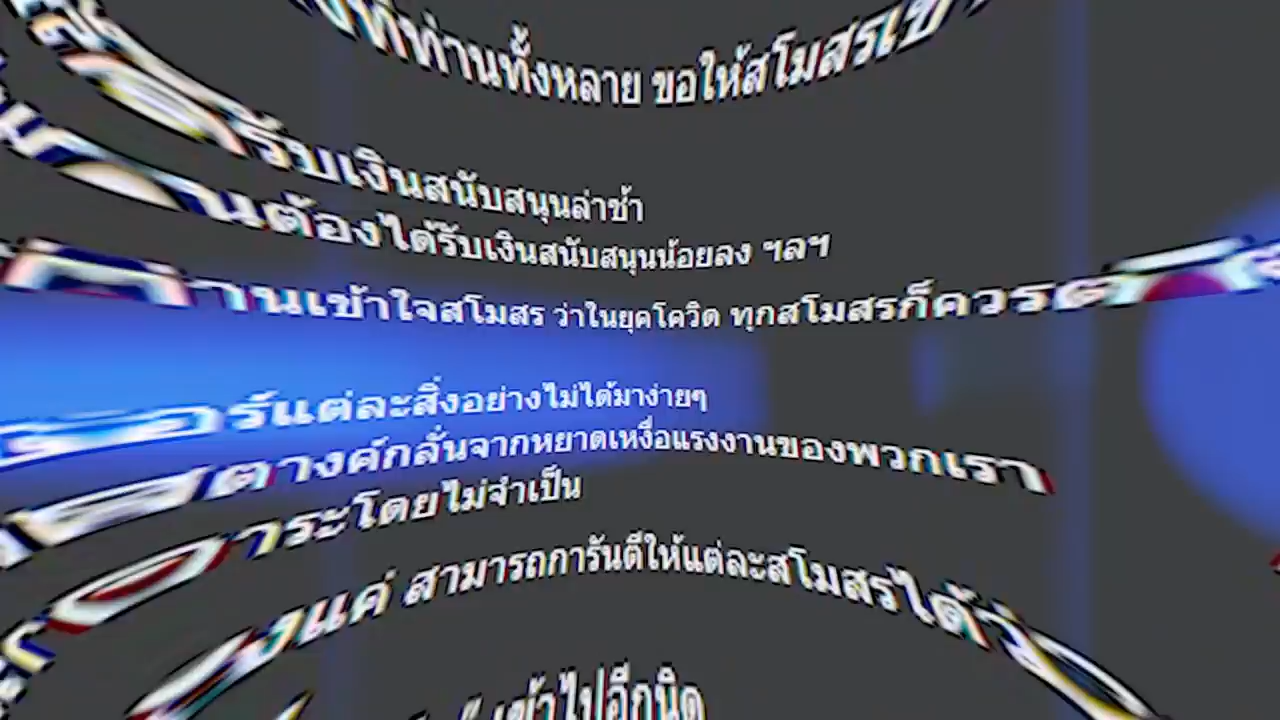 ท่านทั้งหลาย ขอให้สโมสรเข้า
รับเงินสนับสนุนล่าช้ำ
ต้องได้รับเงินสนับสนุนน้อยลง ฯลฯ
ท่านเข้าใจสโมสร ว่าในยุคโควิด ทุกสโมสรก็ควรต
แต่ละสิ่งอย่างไม่ได้มาง่ายๆ
สตางค์กลั่นจากหยาดเหงื่อแรงงานของพวกเรา
ภาระโดยไม่จำเป็น
แค่ สามารถการันตีให้แต่ละสโมสรได้ว
เข้าไปอีกนิด